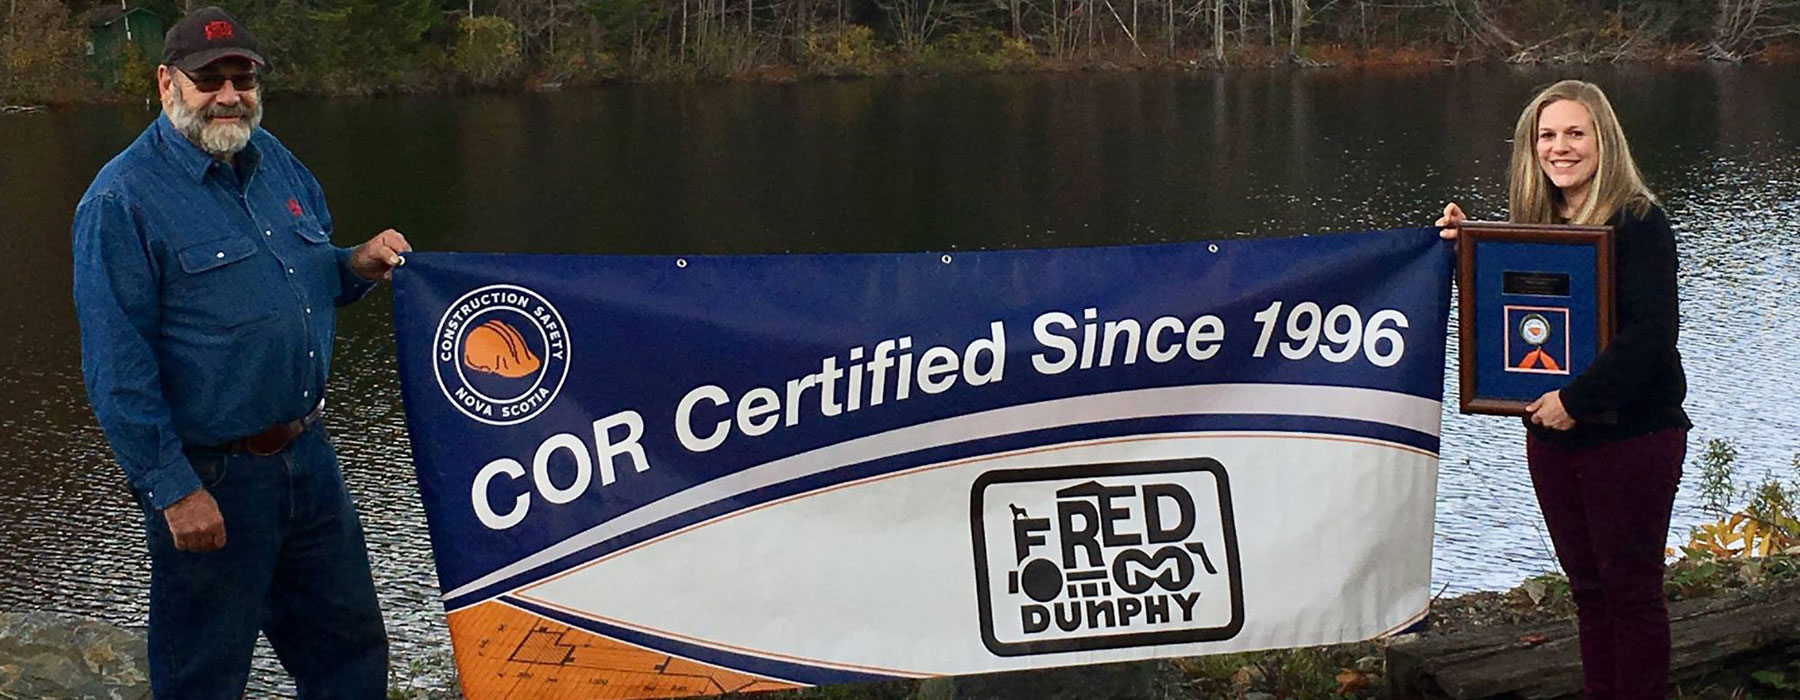 CONSTRUCTION SAFETY
NOVA SCOTIA
COR Certified Since 1996
FRED
DUNPHY